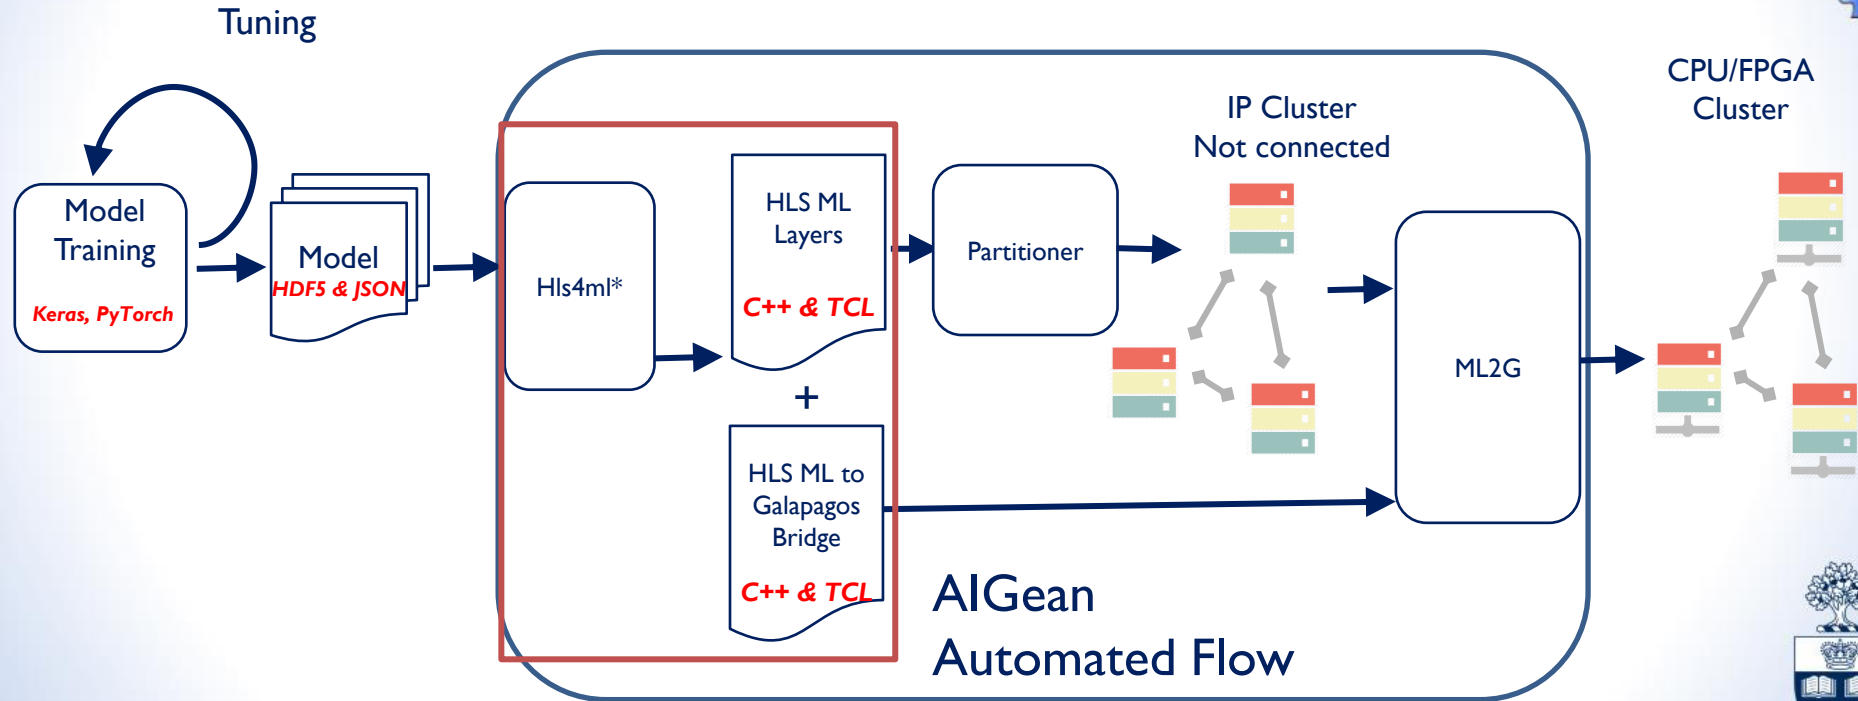 Tuning
Model
Training
Keras, PyTorch
Model
HDF5 & JSON
Hls4ml*
HLS ML
Layers
C++ & TCL
+
HLS ML to
Galapagos
Bridge
C++ & TCL
Partitioner
IP Cluster
Not connected
ML2G
CPU/FPGA
Cluster
AIGean
Automated Flow